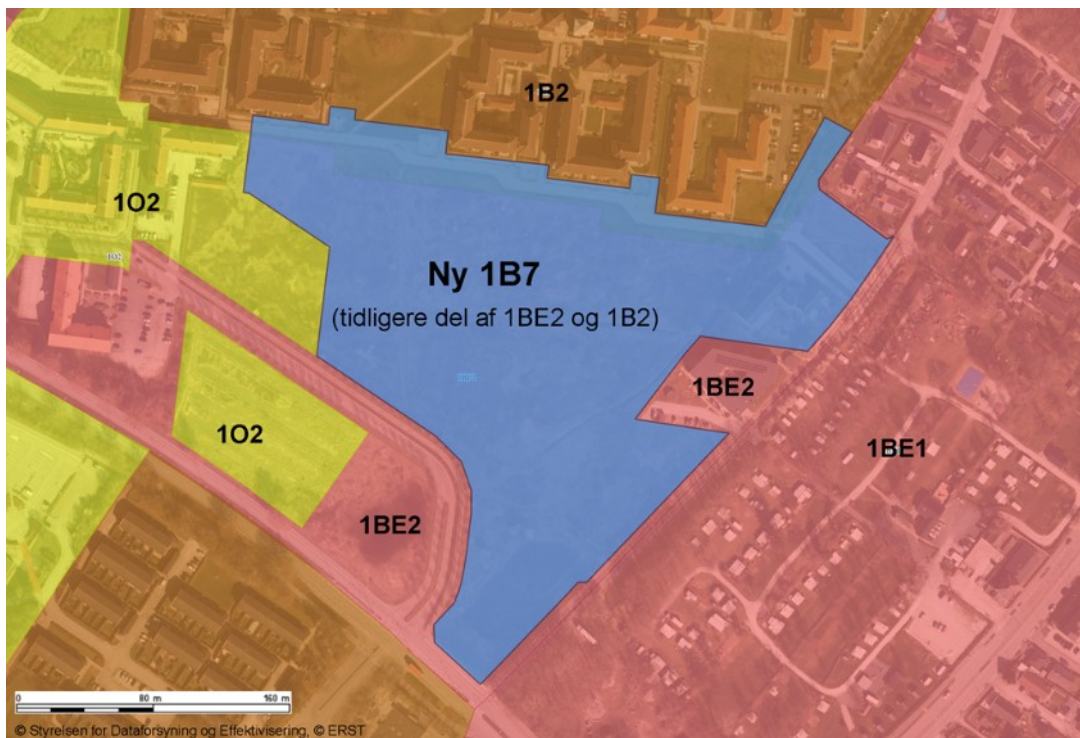 1B2
1O2
1O2
Ny 1B7
(tidligere del af 1BE2 og 1B2)
1BE2
1O2
1BE1
1BE2
0 80 m 160 m
© Styrelsen for Dataforsyning og Effektivisering, © ERST